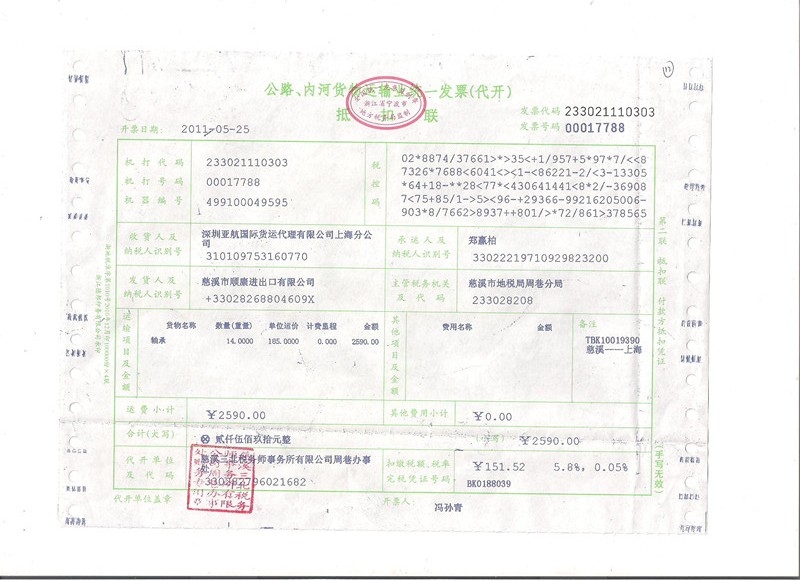 公路、内河货物运输业统一发票(代开)
抵扣联
发票代码 233021110303
发票号码 00017788
开票日期: 2011-05-25
机打代码 233021110303
机打号码 00017788
机器编号 499100049595
税控码
02*8874/37661>*>35<+1/957+5*97*7/<<8
7326*7688<6041<><1-<86221-2/<3-13305
*64+18-**28<77*<430641441<8*2/-36908
7<75+85/1->5><96-+29366-99216205006-
903*8/7662>8937++801/>*72/861>378565
收货人及纳税人识别号
深圳亚航国际货运代理有限公司上海分公司
310109753160770
承运人及纳税人识别号
郑赢柏
33022219710929823200
发货人及纳税人识别号
慈溪市顺康进出口有限公司
+33028268804609X
主管税务机关及代码
慈溪市地税局周巷分局
233028208
运输项目及金额
货物名称 数量(重量) 单位运价 计费里程 金额
轴承 14.0000 185.0000 0.000 2590.00
其他项目及金额
费用名称 金额
备注
TBK10019390
慈溪——上海
运费小计 ￥2590.00
其他费用小计 ￥0.00
合计(大写) ⊗ 贰仟伍佰玖拾元整
(小写) ￥2590.00
代开单位及代码
慈溪三北税务师事务所有限公司周巷办事处
330282796021682
扣缴税额、税率
￥151.52 5.8%, 0.05%
完税凭证号码
BK0188039
代开单位盖章
开票人: 冯孙青
第二联 抵扣联 付款方抵扣凭证
(手写无效)
浙江省宁波市